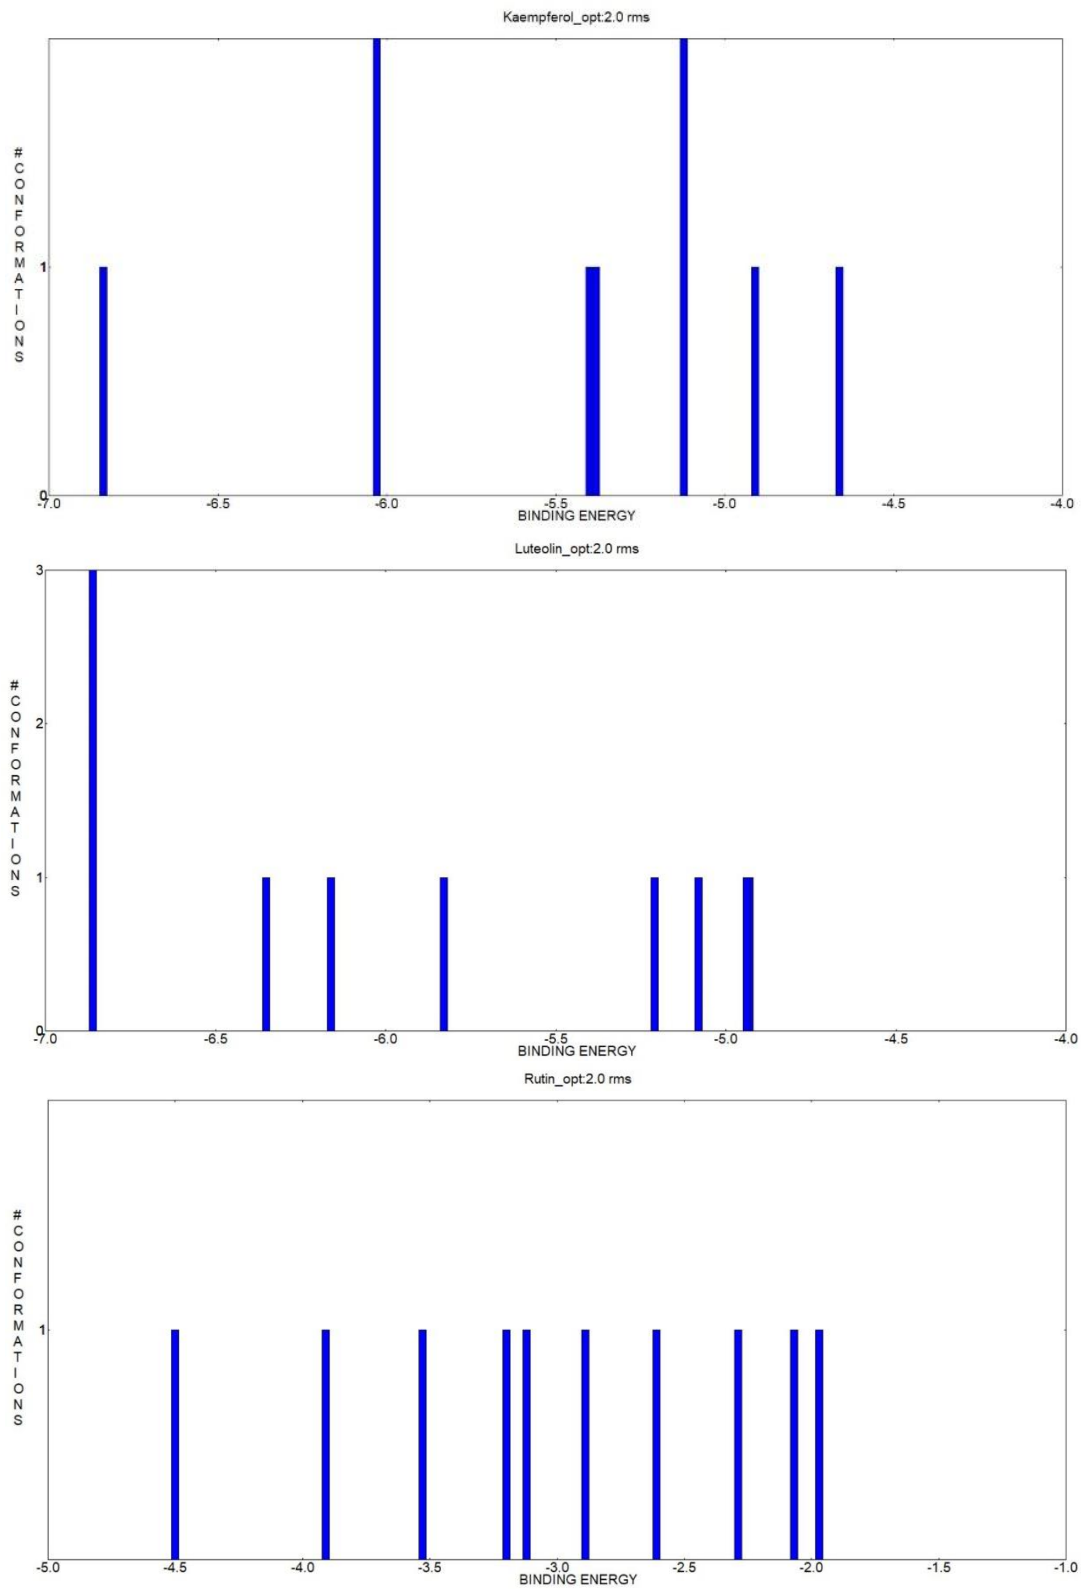 Kaempferol_opt:2.0 rms
#CONFORMATIONS
1
0
-7.0 -6.5 -6.0 -5.5 -5.0 -4.5 -4.0
BINDING ENERGY
Luteolin_opt:2.0 rms
#CONFORMATIONS
3
2
1
0
-7.0 -6.5 -6.0 -5.5 -5.0 -4.5 -4.0
BINDING ENERGY
Rutin_opt:2.0 rms
#CONFORMATIONS
1
-5.0 -4.5 -4.0 -3.5 -3.0 -2.5 -2.0 -1.5 -1.0
BINDING ENERGY